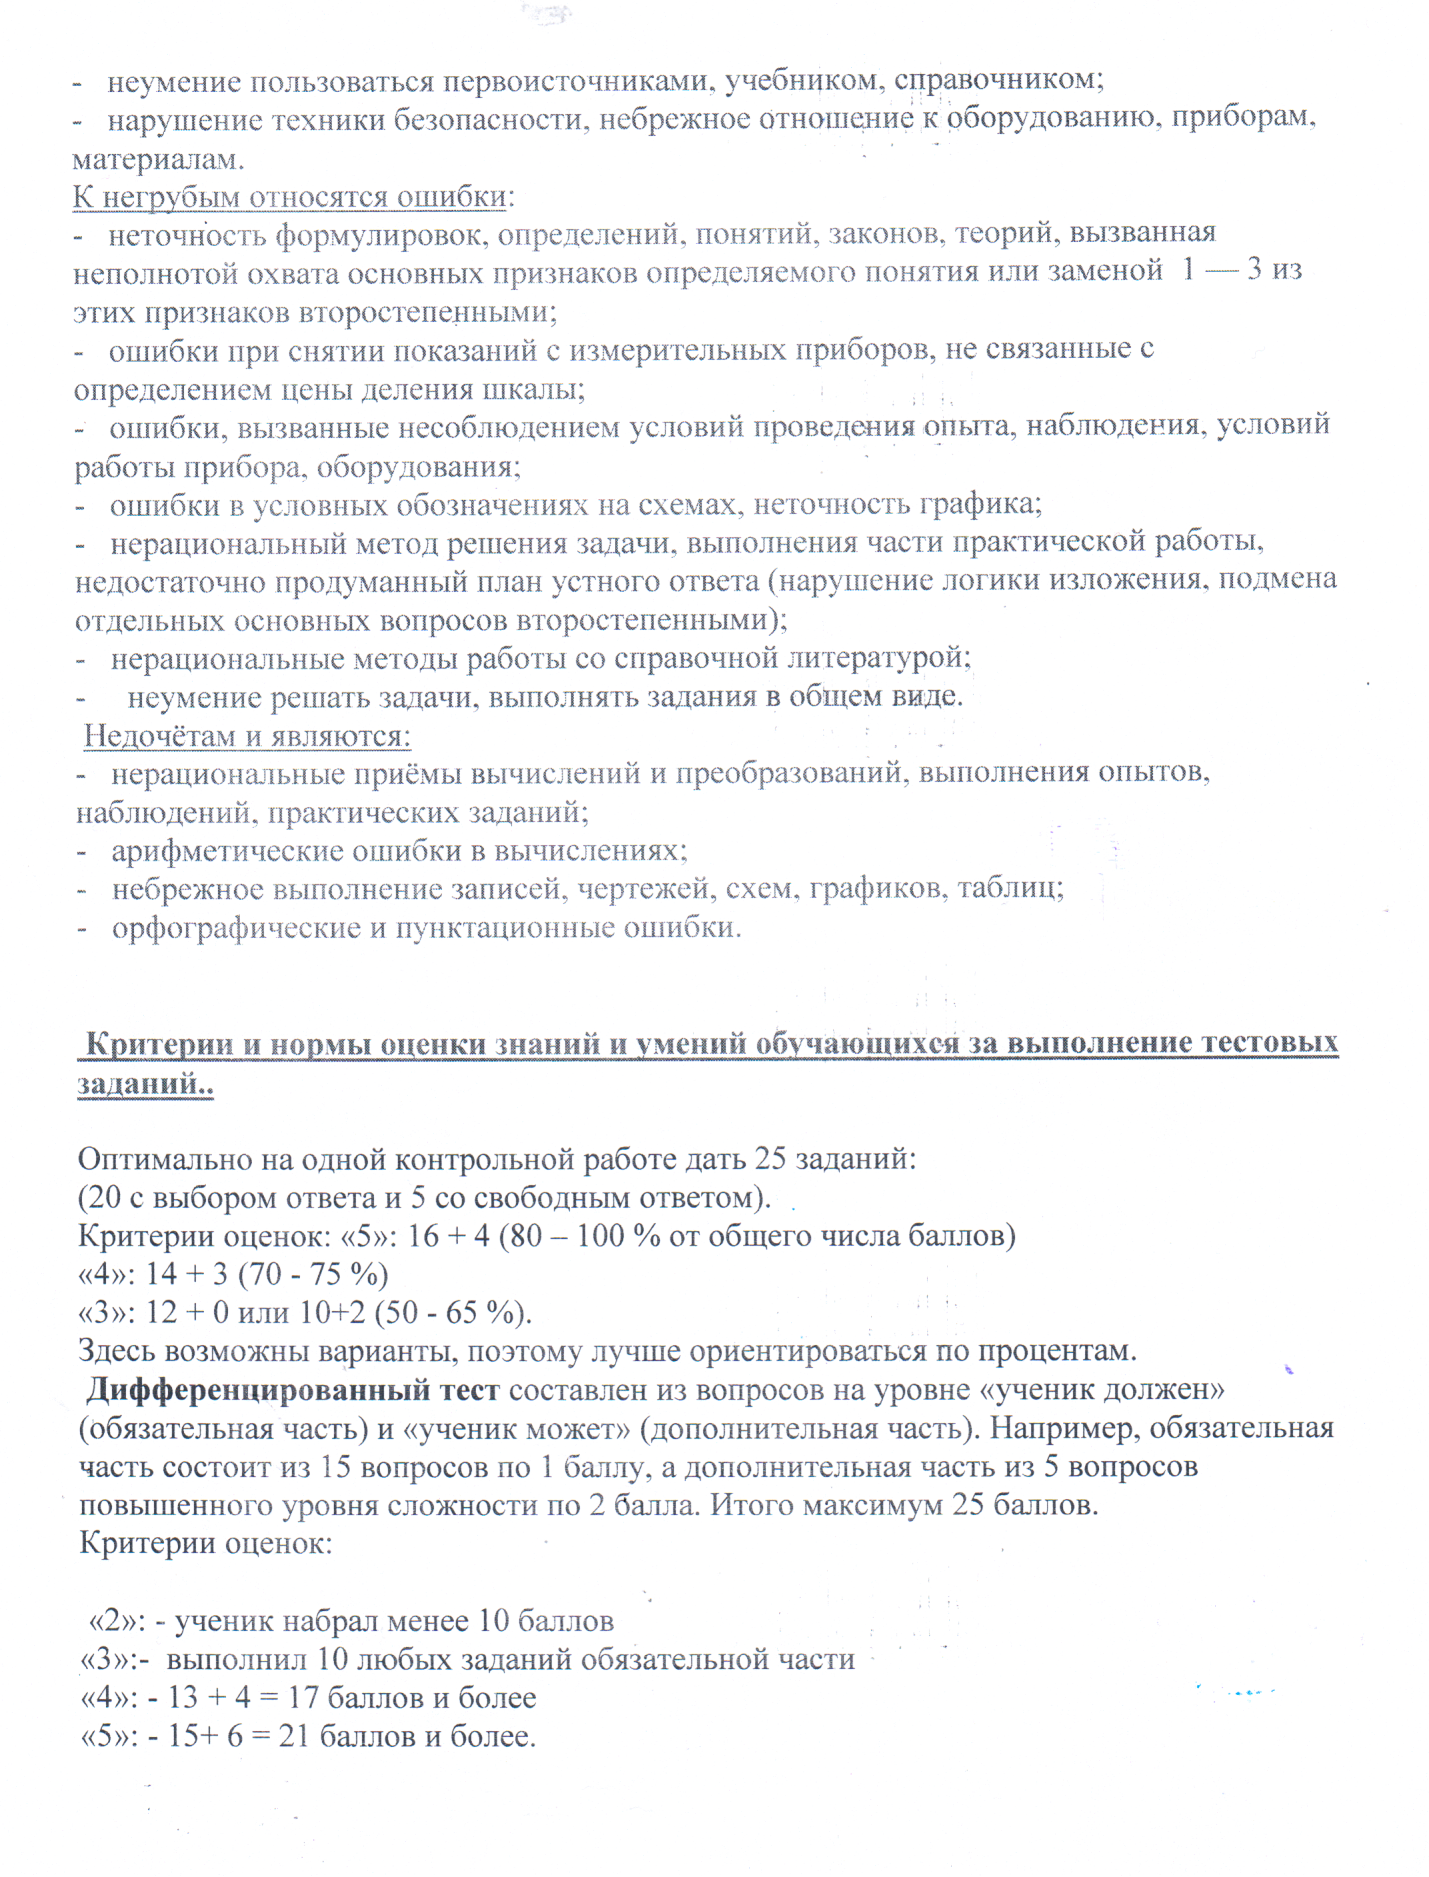 - неумение пользоваться первоисточниками, учебником, справочником;
- нарушение техники безопасности, небрежное отношение к оборудованию, приборам,
материалам.
К негрубым относятся ошибки:
- неточность формулировок, определений, понятий, законов, теорий, вызванная
неполнотой охвата основных признаков определяемого понятия или заменой 1 — 3 из
этих признаков второстепенными;
- ошибки при снятии показаний с измерительных приборов, не связанные с
определением цены деления шкалы;
- ошибки, вызванные несоблюдением условий проведения опыта, наблюдения, условий
работы прибора, оборудования;
- ошибки в условных обозначениях на схемах, неточность графика;
- нерациональный метод решения задачи, выполнения части практической работы,
недостаточно продуманный план устного ответа (нарушение логики изложения, подмена
отдельных основных вопросов второстепенными);
- нерациональные методы работы со справочной литературой;
- неумение решать задачи, выполнять задания в общем виде.
Недочётам и являются:
- нерациональные приёмы вычислений и преобразований, выполнения опытов,
наблюдений, практических заданий;
- арифметические ошибки в вычислениях;
- небрежное выполнение записей, чертежей, схем, графиков, таблиц;
- орфографические и пунктационные ошибки.
Критерии и нормы оценки знаний и умений обучающихся за выполнение тестовых
заданий..
Оптимально на одной контрольной работе дать 25 заданий:
(20 с выбором ответа и 5 со свободным ответом).
Критерии оценок: «5»: 16 + 4 (80 – 100 % от общего числа баллов)
«4»: 14 + 3 (70 - 75 %)
«3»: 12 + 0 или 10+2 (50 - 65 %).
Здесь возможны варианты, поэтому лучше ориентироваться по процентам.
Дифференцированный тест составлен из вопросов на уровне «ученик должен»
(обязательная часть) и «ученик может» (дополнительная часть). Например, обязательная
часть состоит из 15 вопросов по 1 баллу, а дополнительная часть из 5 вопросов
повышенного уровня сложности по 2 балла. Итого максимум 25 баллов.
Критерии оценок:
«2»: - ученик набрал менее 10 баллов
«3»:- выполнил 10 любых заданий обязательной части
«4»: - 13 + 4 = 17 баллов и более
«5»: - 15+ 6 = 21 баллов и более.